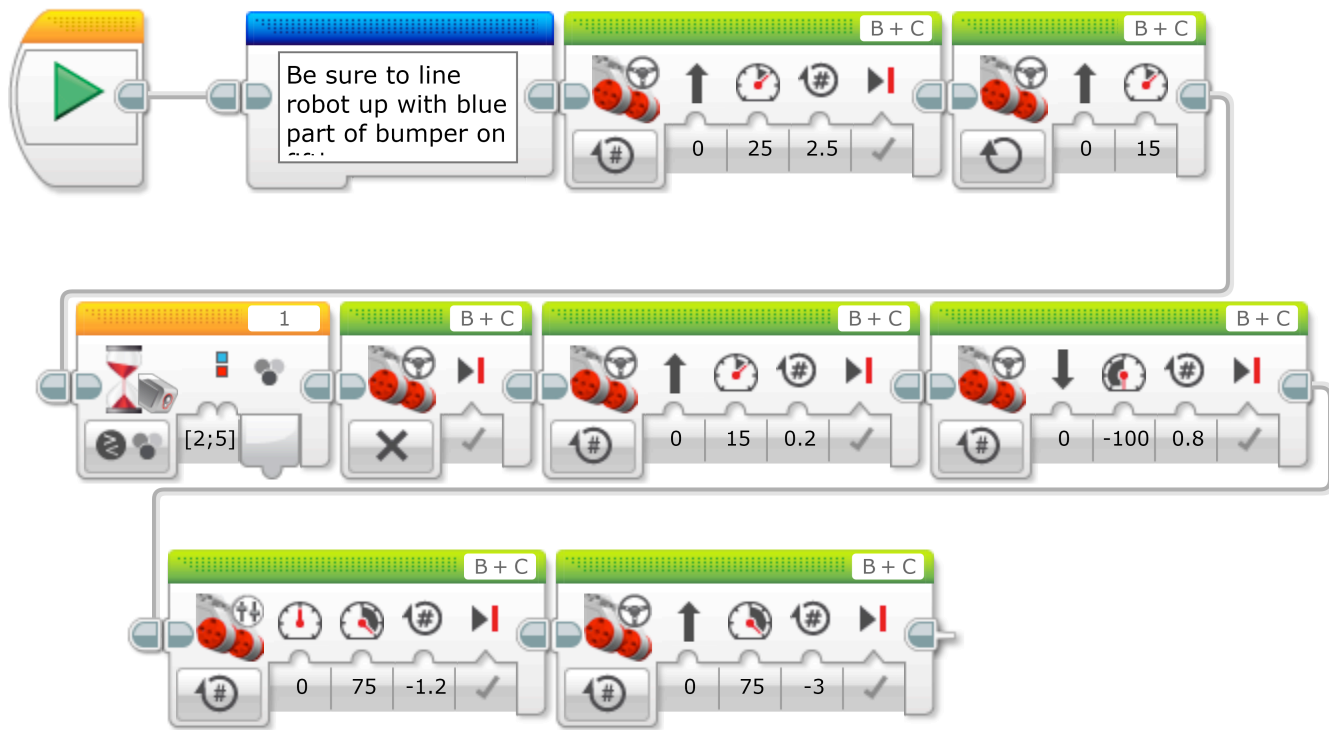 B + C
B + C
Be sure to line
robot up with blue
part of bumper on
#
0 25 2.5
0 15
1
B + C
B + C
B + C
#
#
[2;5]
#
0 15 0.2
#
0 -100 0.8
B + C
B + C
#
#
#
0 75 -1.2
#
0 75 -3